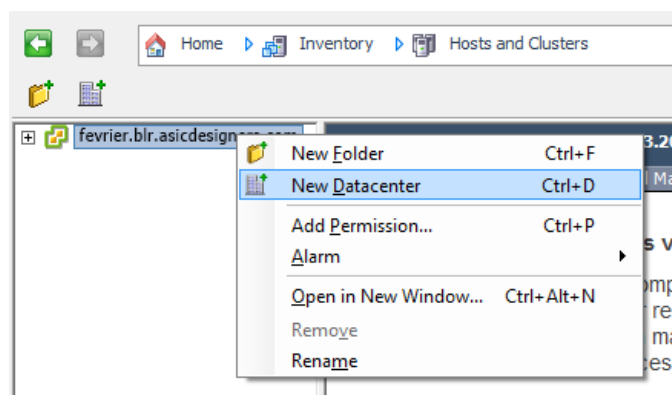 Home Inventory Hosts and Clusters
fevrier.blr.asicdesigners.com
New Folder Ctrl+F
New Datacenter Ctrl+D
Add Permission... Ctrl+P
Alarm
Open in New Window... Ctrl+Alt+N
Remove
Rename